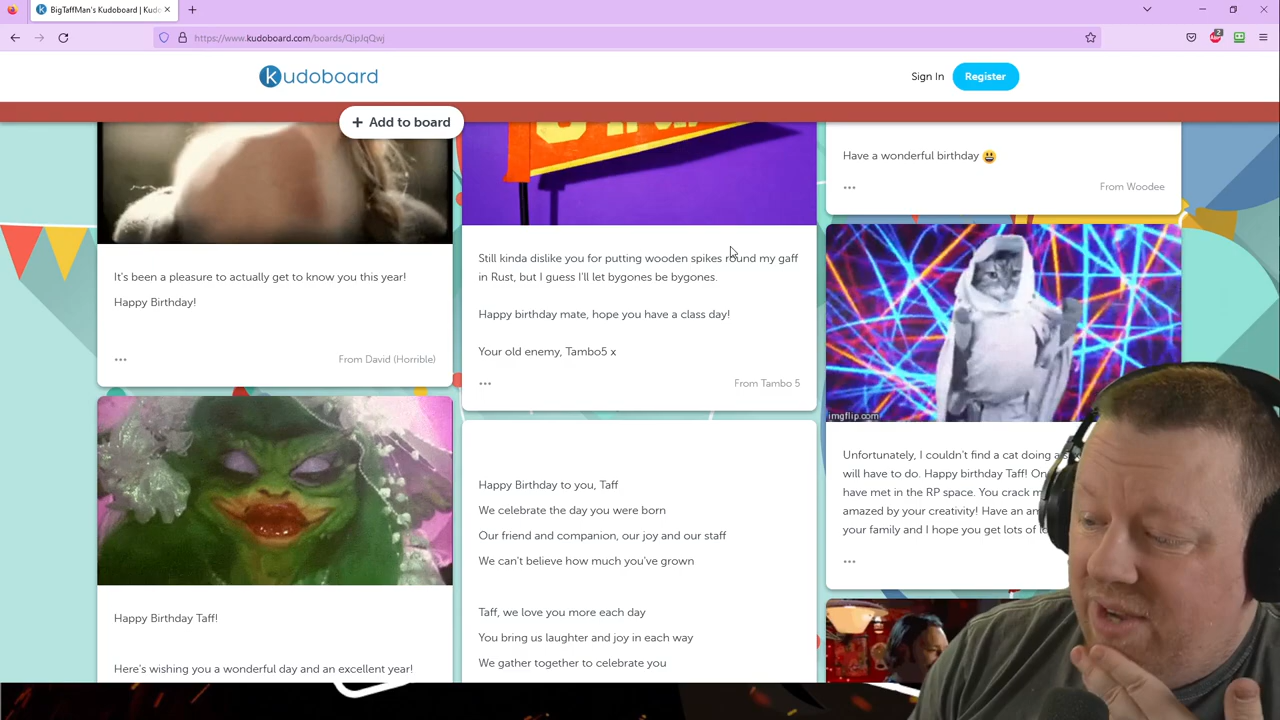 BigTaffMan's Kudoboard | Kudo
https://www.kudoboard.com/boards/QjpJqQwj
2
kudoboard
Sign In
Register
+ Add to board
It's been a pleasure to actually get to know you this year!
Happy Birthday!
From David (Horrible)
Happy Birthday Taff!
Here's wishing you a wonderful day and an excellent year!
Still kinda dislike you for putting wooden spikes round my gaff
in Rust, but I guess I'll let bygones be bygones.
Happy birthday mate, hope you have a class day!
Your old enemy, Tambo5 x
From Tambo 5
Happy Birthday to you, Taff
We celebrate the day you were born
Our friend and companion, our joy and our staff
We can't believe how much you've grown
Taff, we love you more each day
You bring us laughter and joy in each way
We gather together to celebrate you
Have a wonderful birthday 😃
From Woodee
imgflip.com
Unfortunately, I couldn't find a cat doing a
will have to do. Happy birthday Taff!
have met in the RP space. You crack
amazed by your creativity! Have an
your family and I hope you get lots of